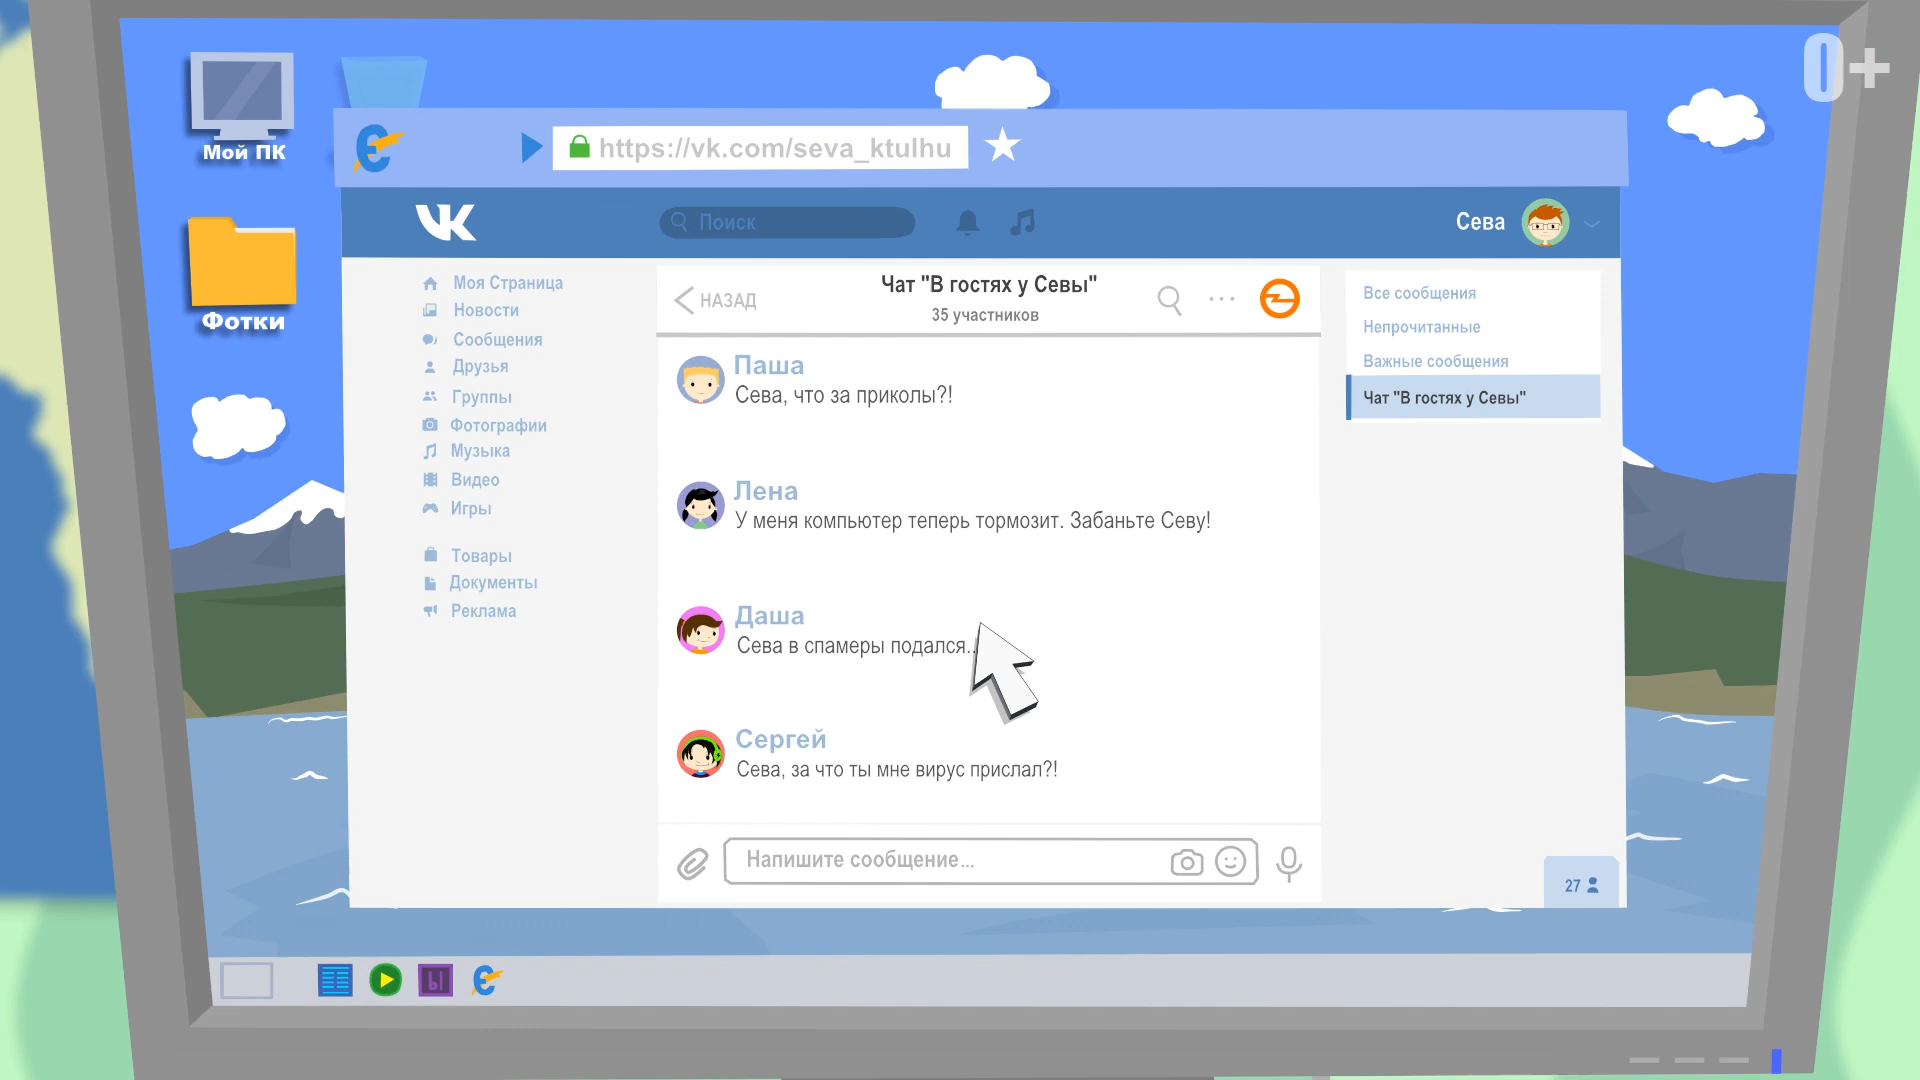 0+
Мой ПК
https://vk.com/seva_ktulhu
Фотки
Поиск
Сева
Моя Страница
Новости
Сообщения
Друзья
Группы
Фотографии
Музыка
Видео
Игры
Товары
Документы
Реклама
НАЗАД
Чат "В гостях у Севы"
35 участников
Паша
Сева, что за приколы?!
Лена
У меня компьютер теперь тормозит. Забаньте Севу!
Даша
Сева в спамеры подался..
Сергей
Сева, за что ты мне вирус прислал?!
Напишите сообщение...
Все сообщения
Непрочитанные
Важные сообщения
Чат "В гостях у Севы"
27
Ы